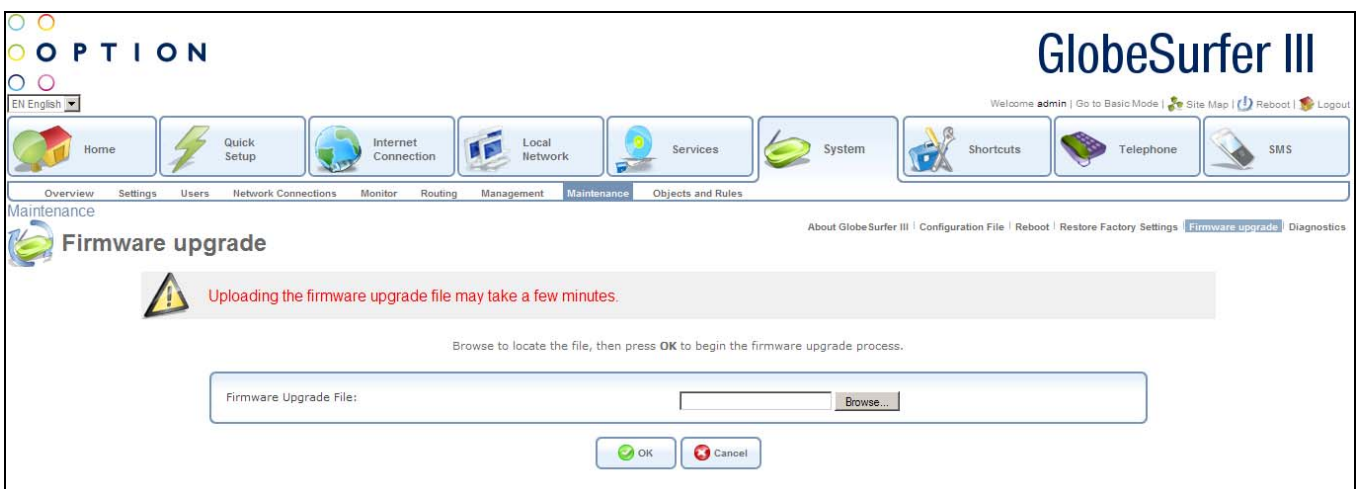 OPTION
GlobeSurfer III
EN English
Welcome admin | Go to Basic Mode | Site Map | Reboot | Logout
Home
Quick
Setup
Internet
Connection
Local
Network
Services
System
Shortcuts
Telephone
SMS
Overview Settings Users Network Connections Monitor Routing Management Maintenance Objects and Rules
Maintenance
Firmware upgrade
About GlobeSurfer III | Configuration File | Reboot | Restore Factory Settings | Firmware upgrade | Diagnostics
Uploading the firmware upgrade file may take a few minutes.
Browse to locate the file, then press OK to begin the firmware upgrade process.
Firmware Upgrade File: Browse...
OK Cancel